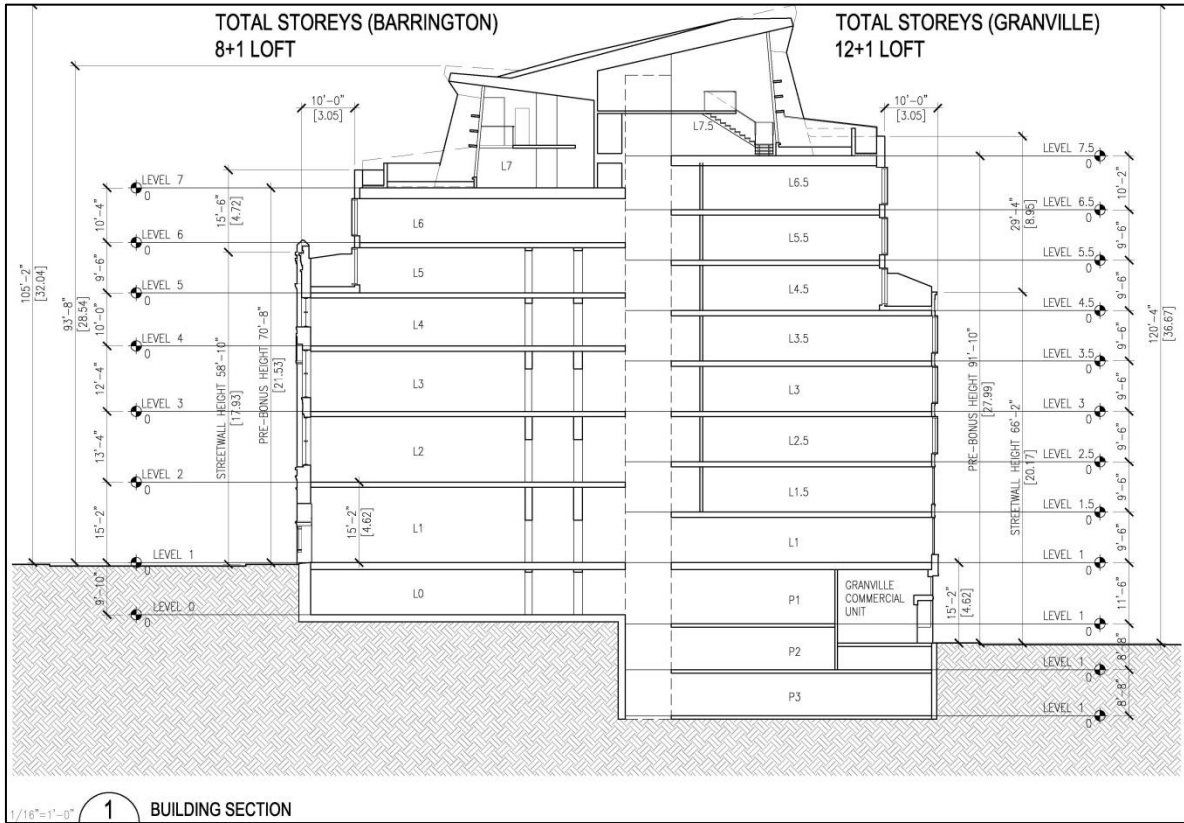 TOTAL STOREYS (BARRINGTON)
8+1 LOFT
TOTAL STOREYS (GRANVILLE)
12+1 LOFT
10'-0"
[3.05]
10'-0"
[3.05]
105'-2"
[32.04]
93'-8"
[28.54]
LEVEL 7
0
10'-4"
LEVEL 6
0
9'-6"
LEVEL 5
0
10'-0"
LEVEL 4
0
12'-4"
LEVEL 3
0
13'-4"
LEVEL 2
0
15'-2"
LEVEL 1
0
9'-10"
LEVEL 0
0
15'-6"
[4.72]
STREETWALL HEIGHT 58'-10"
[17.93]
PRE-BONUS HEIGHT 70'-8"
[21.53]
L7
L6
L5
L4
L3
L2
L1
L0
15'-2"
[4.62]
L7.5
L6.5
L5.5
L4.5
L3.5
L3
L2.5
L1.5
L1
P1
GRANVILLE
COMMERCIAL
UNIT
P2
P3
15'-2"
[4.62]
29'-4"
[8.95]
PRE-BONUS HEIGHT 91'-10"
[27.99]
STREETWALL HEIGHT 66'-2"
[20.17]
LEVEL 7.5
0
10'-2"
LEVEL 6.5
0
9'-6"
LEVEL 5.5
0
9'-6"
LEVEL 4.5
0
9'-6"
LEVEL 3.5
0
9'-6"
LEVEL 3
0
9'-6"
LEVEL 2.5
0
9'-6"
LEVEL 1.5
0
9'-6"
LEVEL 1
0
11'-6"
LEVEL 1
0
8'-8"
LEVEL 1
0
8'-8"
LEVEL 1
0
120'-4"
[36.67]
1/16"=1'-0"
1
BUILDING SECTION